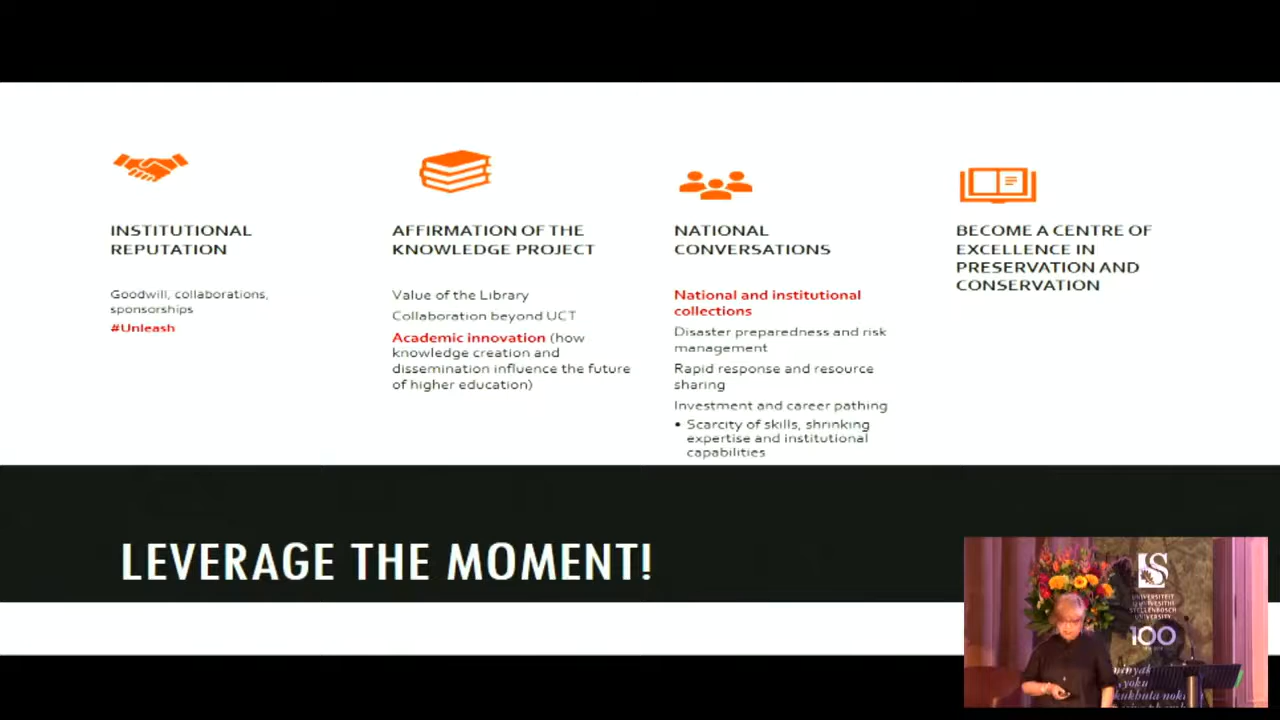 INSTITUTIONAL
REPUTATION
Goodwill, collaborations,
sponsorships
#Unleash
AFFIRMATION OF THE
KNOWLEDGE PROJECT
Value of the Library
Collaboration beyond UCT
Academic innovation (how
knowledge creation and
dissemination influence the future
of higher education)
NATIONAL
CONVERSATIONS
National and institutional
collections
Disaster preparedness and risk
management
Rapid response and resource
sharing
Investment and career pathing
• Scarcity of skills, shrinking
expertise and institutional
capabilities
BECOME A CENTRE OF
EXCELLENCE IN
PRESERVATION AND
CONSERVATION
LEVERAGE THE MOMENT!
UNIVERSITEIT
STELLENBOSCH
UNIVERSITY
100
yoku